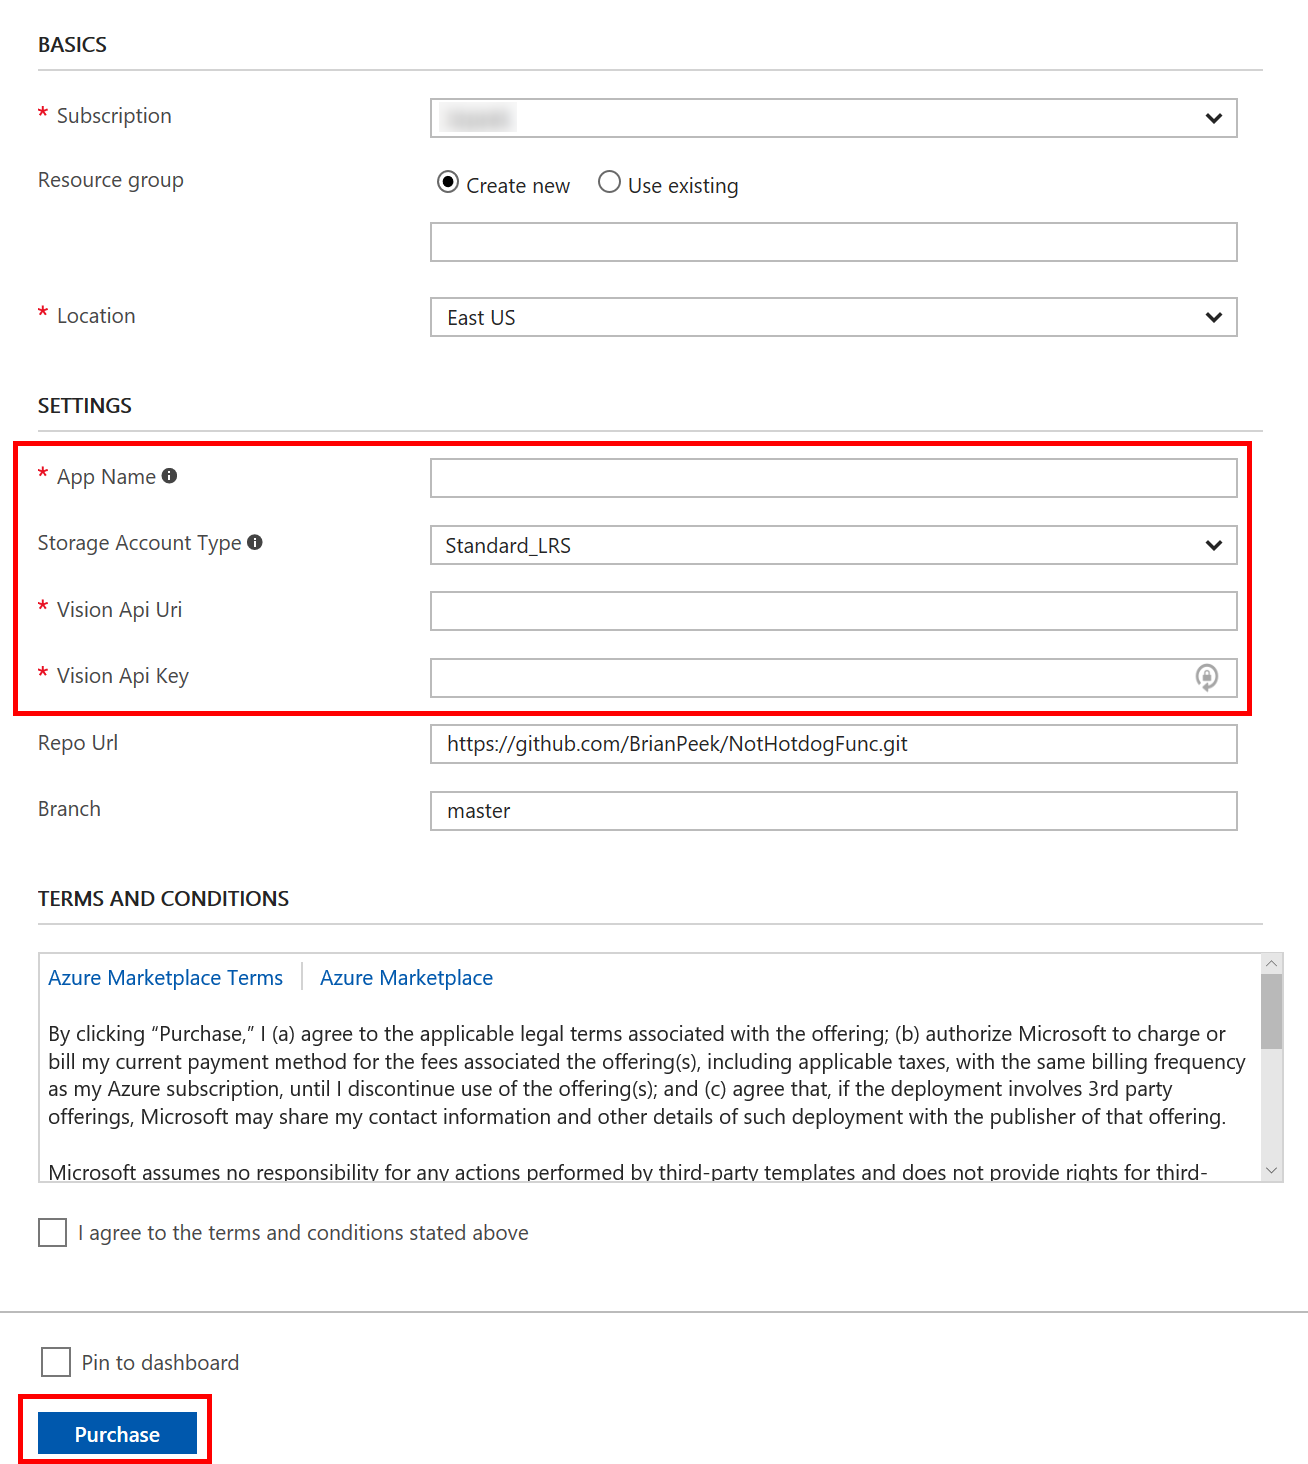 BASICS
* Subscription
Resource group
Create new
Use existing
* Location
East US
SETTINGS
* App Name
Storage Account Type
Standard_LRS
* Vision Api Uri
* Vision Api Key
Repo Url
https://github.com/BrianPeek/NotHotdogFunc.git
Branch
master
TERMS AND CONDITIONS
Azure Marketplace Terms | Azure Marketplace
By clicking “Purchase,” I (a) agree to the applicable legal terms associated with the offering; (b) authorize Microsoft to charge or
bill my current payment method for the fees associated the offering(s), including applicable taxes, with the same billing frequency
as my Azure subscription, until I discontinue use of the offering(s); and (c) agree that, if the deployment involves 3rd party
offerings, Microsoft may share my contact information and other details of such deployment with the publisher of that offering.
Microsoft assumes no responsibility for any actions performed by third-party templates and does not provide rights for third-
I agree to the terms and conditions stated above
Pin to dashboard
Purchase